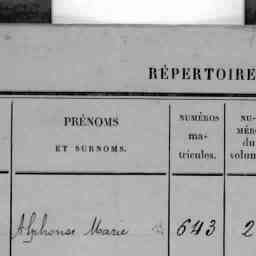 RÉPERTOIRE
PRÉNOMS
ET SURNOMS.
NUMÉROS
ma-
tricules.
NU-
MÉR
du
volum
Alphonse Marie 643 2